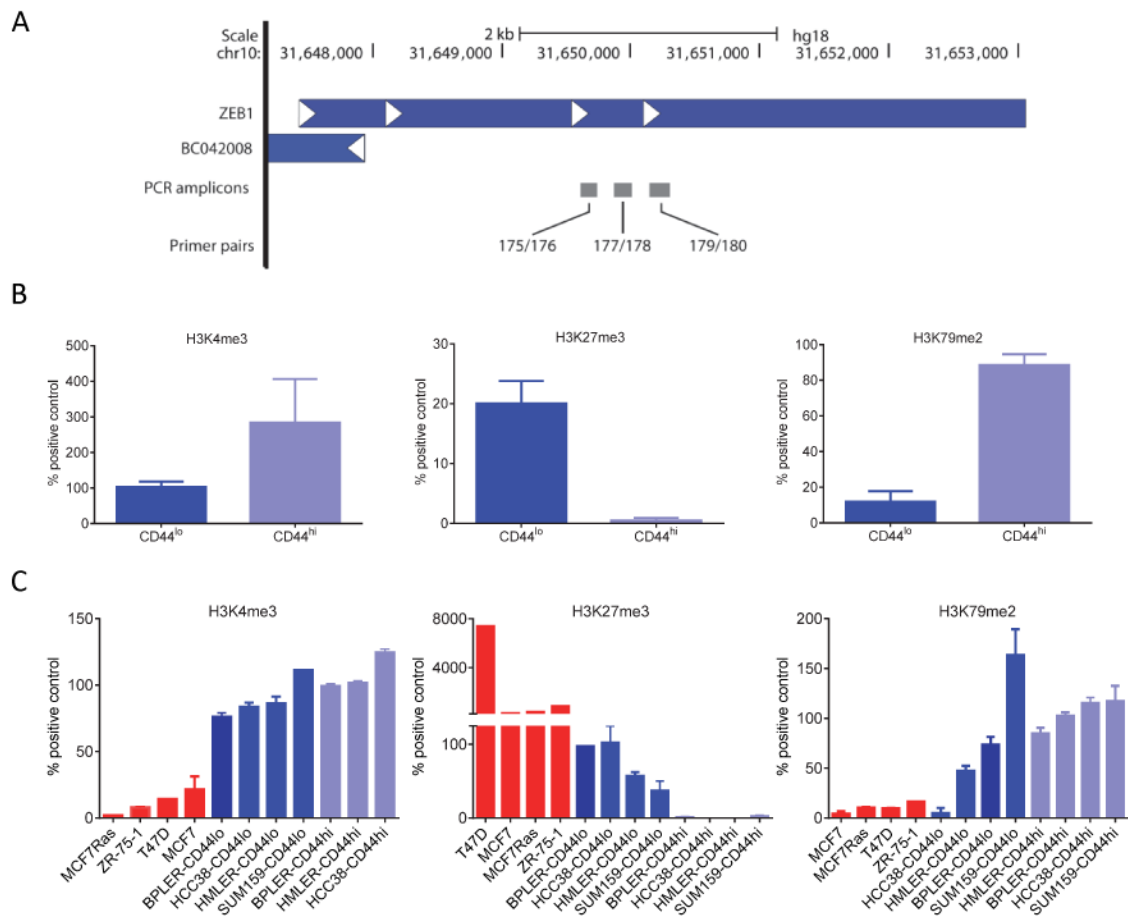 A
Scale 2 kb hg18
chr10: 31,648,000 31,649,000 31,650,000 31,651,000 31,652,000 31,653,000
ZEB1
BC042008
PCR amplicons
175/176 177/178 179/180
Primer pairs
B
H3K4me3
% positive control
500
400
300
200
100
0
CD44lo CD44hi
H3K27me3
% positive control
30
20
10
0
CD44lo CD44hi
H3K79me2
% positive control
100
80
60
40
20
0
CD44lo CD44hi
C
H3K4me3
% positive control
150
100
50
0
MCF7Ras
ZR-75-1
T47D
MCF7
BPLER-CD44lo
HCC38-CD44lo
HMLER-CD44lo
SUM159-CD44lo
BPLER-CD44hi
HMLER-CD44hi
HCC38-CD44hi
H3K27me3
% positive control
8000
4000
100
0
T47D
MCF7
MCF7Ras
ZR-75-1
BPLER-CD44lo
HCC38-CD44lo
HMLER-CD44lo
SUM159-CD44lo
BPLER-CD44hi
HCC38-CD44hi
HMLER-CD44hi
SUM159-CD44hi
H3K79me2
% positive control
200
150
100
50
0
MCF7
MCF7Ras
T47D
ZR-75-1
HCC38-CD44lo
HMLER-CD44lo
BPLER-CD44lo
SUM159-CD44lo
HMLER-CD44hi
BPLER-CD44hi
HCC38-CD44hi
SUM159-CD44hi